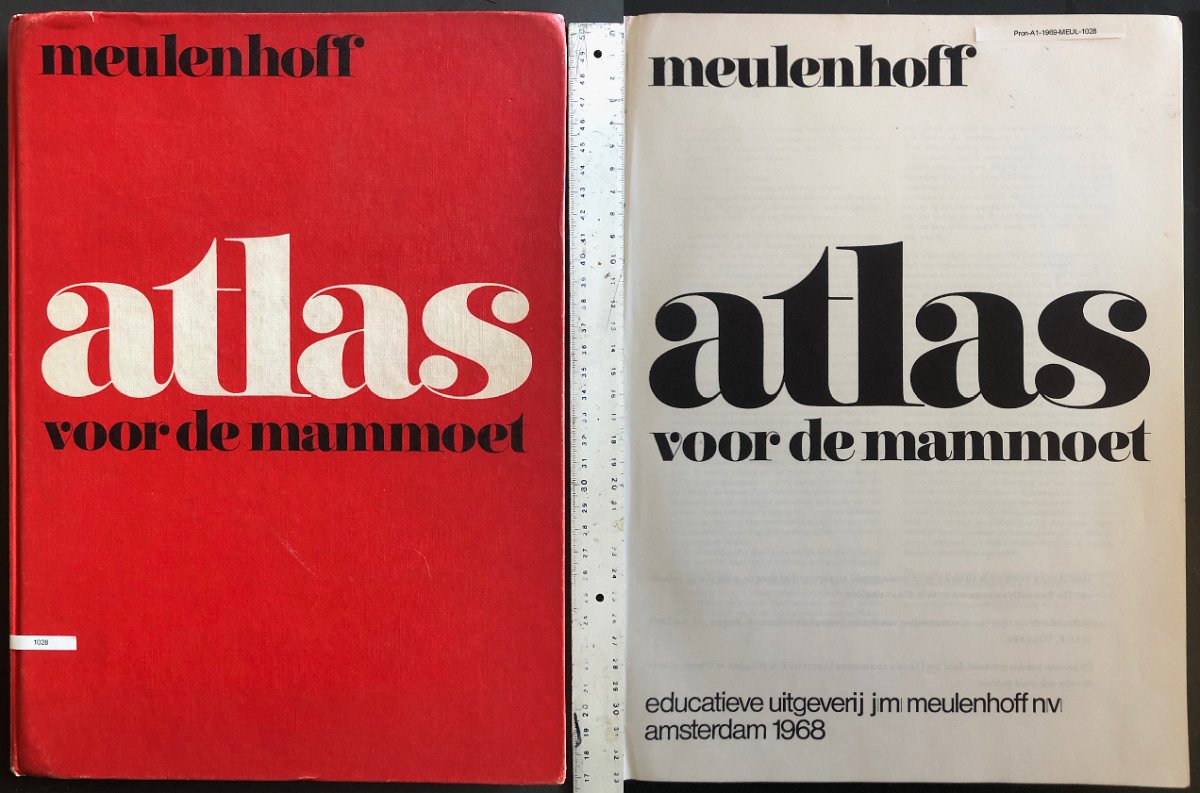 meulenhoff
atlas
voor de mammoet
1028
Pron-A1-1969-MEUL-1028
meulenhoff
atlas
voor de mammoet
educatieve uitgeverij j|m| meulenhoff n|v|
amsterdam 1968